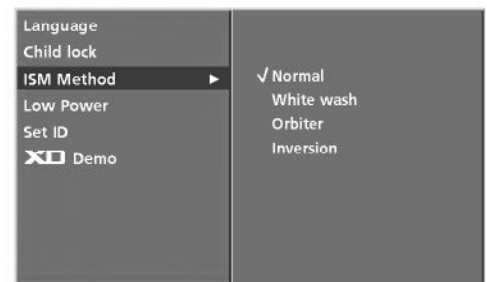 Language
Child lock
ISM Method ►
Low Power
Set ID
XD Demo
√ Normal
White wash
Orbiter
Inversion